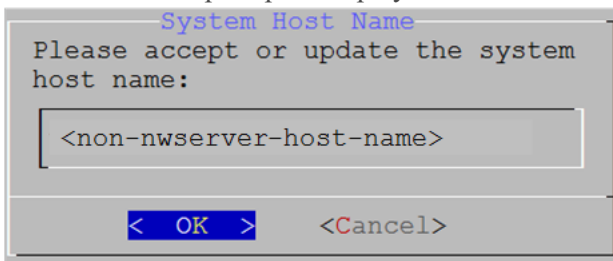 System Host Name
Please accept or update the system
host name:
<non-nwserver-host-name>
< OK > <Cancel>